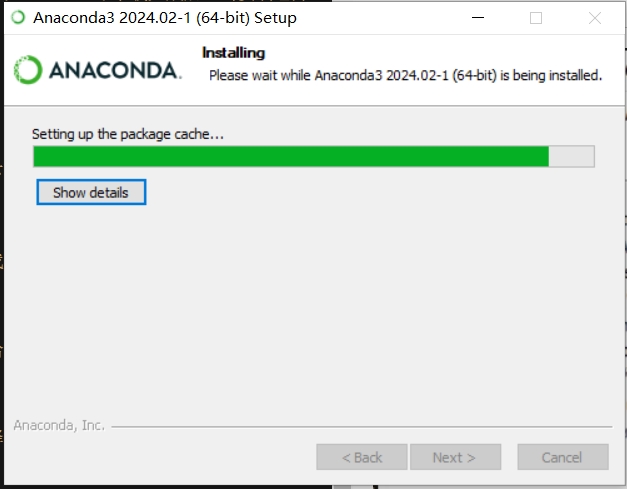 Anaconda3 2024.02-1 (64-bit) Setup
ANACONDA.
Installing
Please wait while Anaconda3 2024.02-1 (64-bit) is being installed.
Setting up the package cache...
Show details
Anaconda, Inc.
< Back
Next >
Cancel